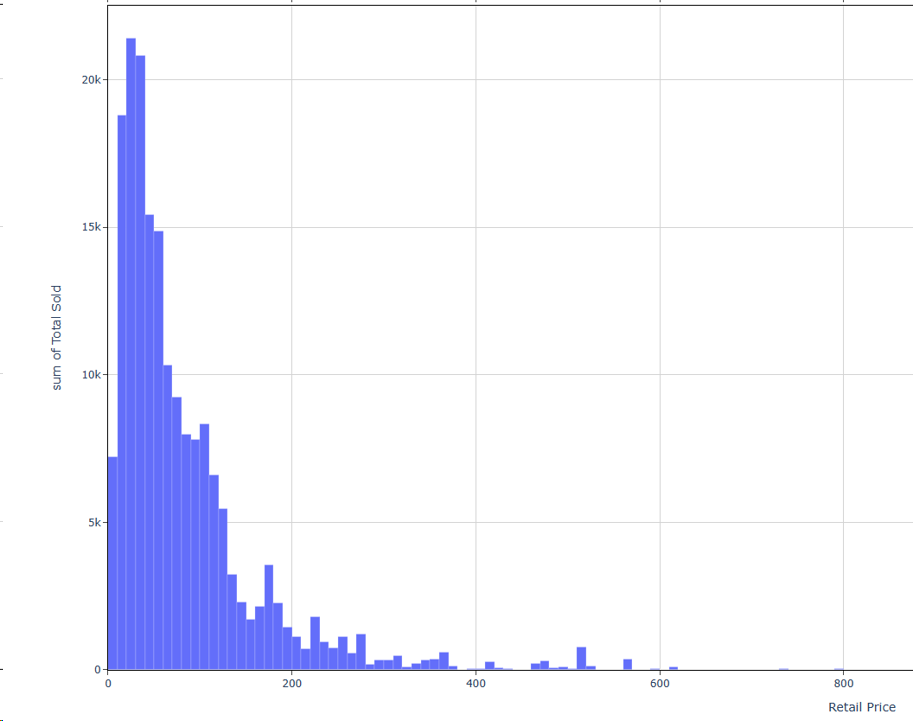 20k
15k
10k
5k
0
sum of Total Sold
0 200 400 600 800
Retail Price